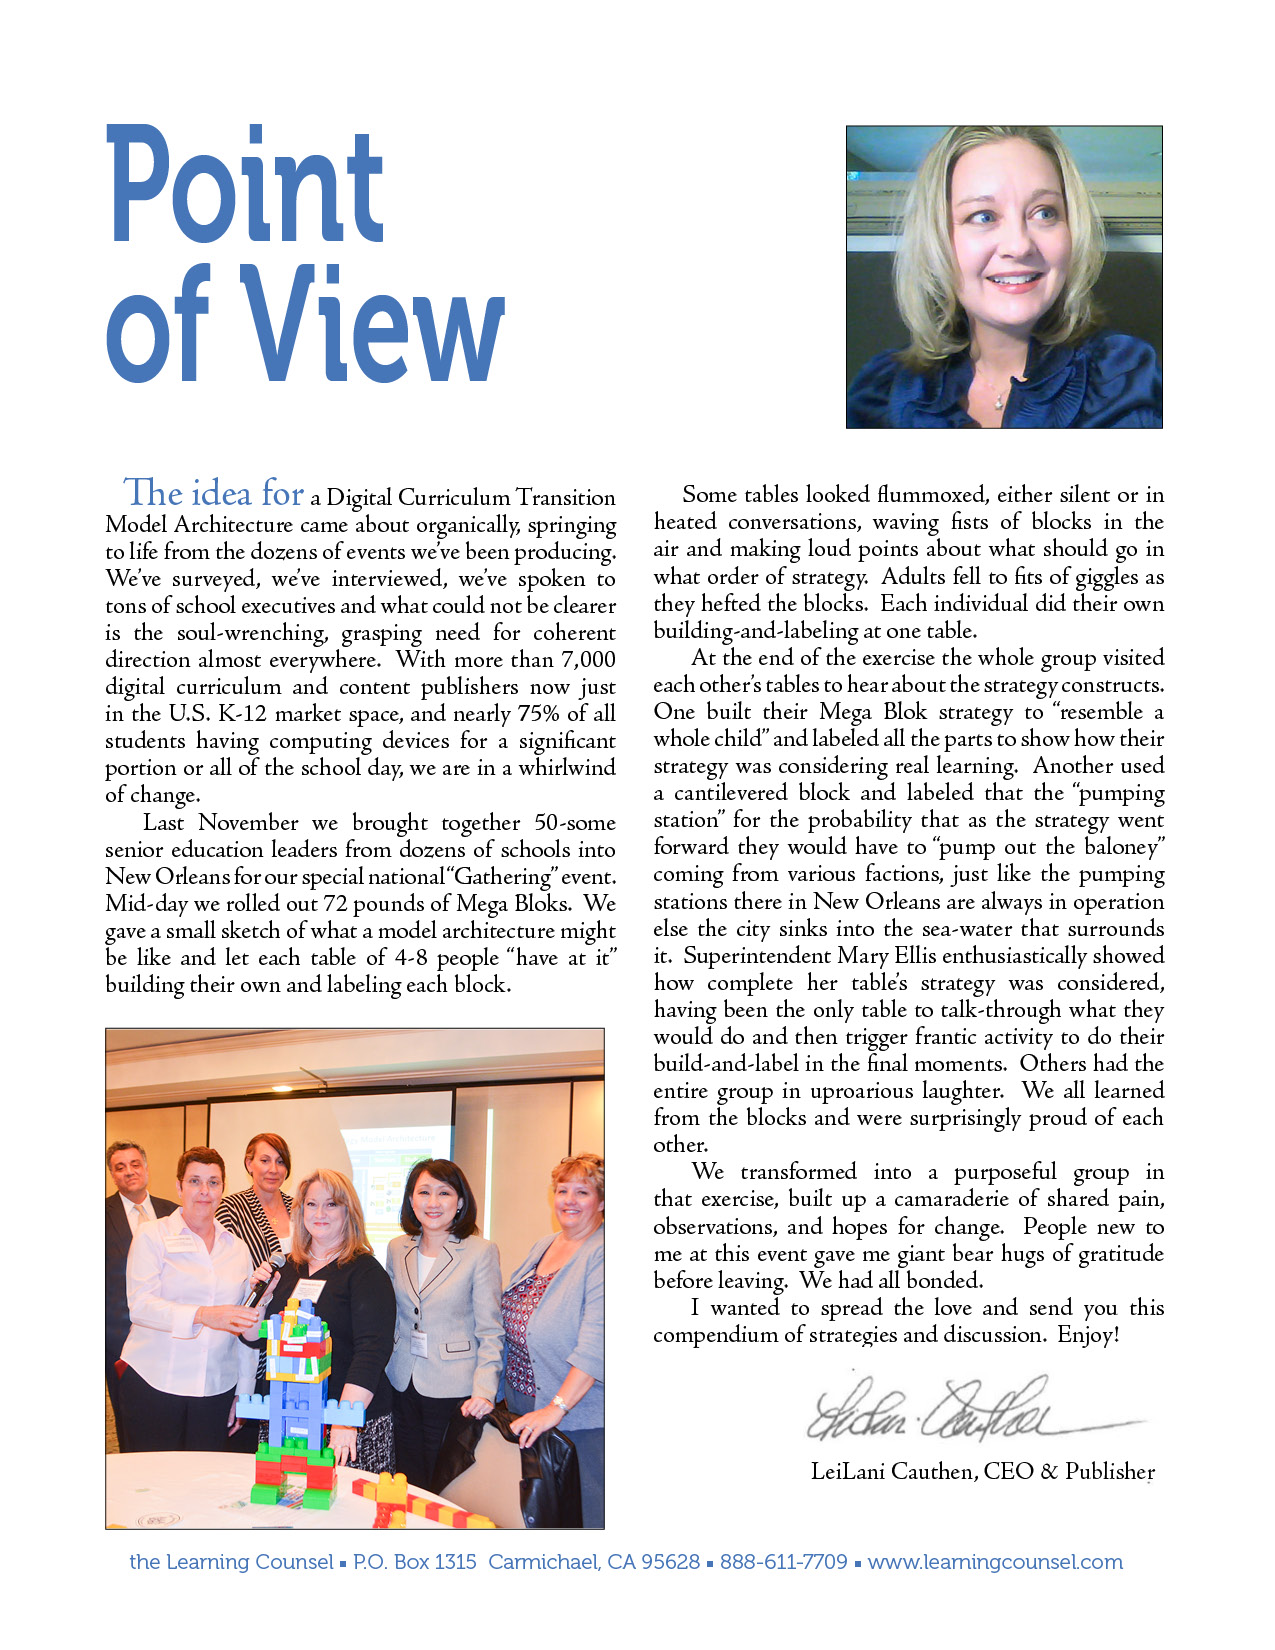 Point
of View
The idea for a Digital Curriculum Transition
Model Architecture came about organically, springing
to life from the dozens of events we've been producing.
We've surveyed, we've interviewed, we've spoken to
tons of school executives and what could not be clearer
is the soul-wrenching, grasping need for coherent
direction almost everywhere. With more than 7,000
digital curriculum and content publishers now just
in the U.S. K-12 market space, and nearly 75% of all
students having computing devices for a significant
portion or all of the school day, we are in a whirlwind
of change.
Last November we brought together 50-some
senior education leaders from dozens of schools into
New Orleans for our special national "Gathering" event.
Mid-day we rolled out 72 pounds of Mega Bloks. We
gave a small sketch of what a model architecture might
be like and let each table of 4-8 people "have at it"
building their own and labeling each block.
Model Architecture
Some tables looked flummoxed, either silent or in
heated conversations, waving fists of blocks in the
air and making loud points about what should go in
what order of strategy. Adults fell to fits of giggles as
they hefted the blocks. Each individual did their own
building-and-labeling at one table.
At the end of the exercise the whole group visited
each other's tables to hear about the strategy constructs.
One built their Mega Blok strategy to "resemble a
whole child" and labeled all the parts to show how their
strategy was considering real learning. Another used
a cantilevered block and labeled that the "pumping
station" for the probability that as the strategy went
forward they would have to "pump out the baloney"
coming from various factions, just like the pumping
stations there in New Orleans are always in operation
else the city sinks into the sea-water that surrounds
it. Superintendent Mary Ellis enthusiastically showed
how complete her table's strategy was considered,
having been the only table to talk-through what they
would do and then trigger frantic activity to do their
build-and-label in the final moments. Others had the
entire group in uproarious laughter. We all learned
from the blocks and were surprisingly proud of each
other.
We transformed into a purposeful group in
that exercise, built up a camaraderie of shared pain,
observations, and hopes for change. People new to
me at this event gave me giant bear hugs of gratitude
before leaving. We had all bonded.
I wanted to spread the love and send you this
compendium of strategies and discussion. Enjoy!
LeiLani Cauthen
LeiLani Cauthen, CEO & Publisher
the Learning Counsel ▪ P.O. Box 1315 Carmichael, CA 95628 ▪ 888-611-7709 ▪ www.learningcounsel.com